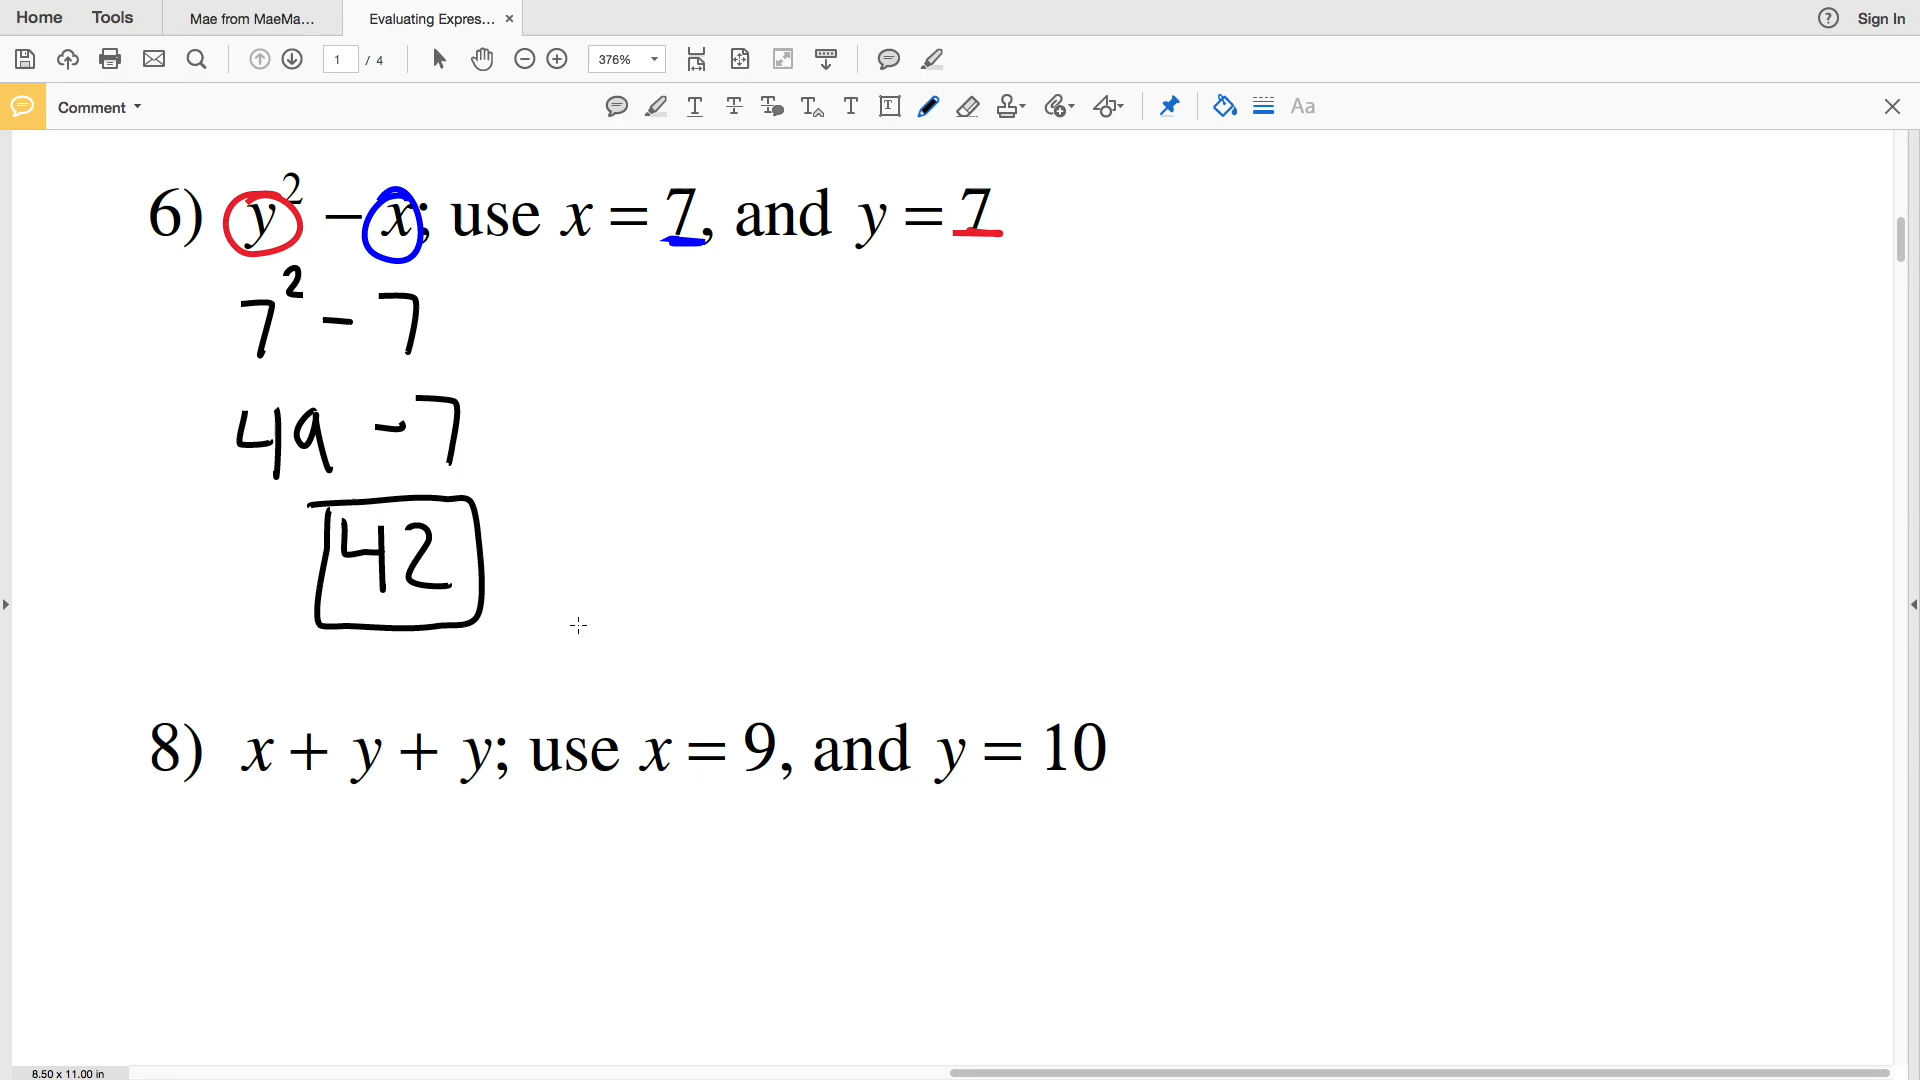 Home Tools Mae from MaeMa... Evaluating Expres... × ? Sign In
1 / 4 376%
Comment Aa
6) y² − x; use x = 7, and y = 7
7² - 7
49 - 7
42
8) x + y + y; use x = 9, and y = 10
8.50 x 11.00 in